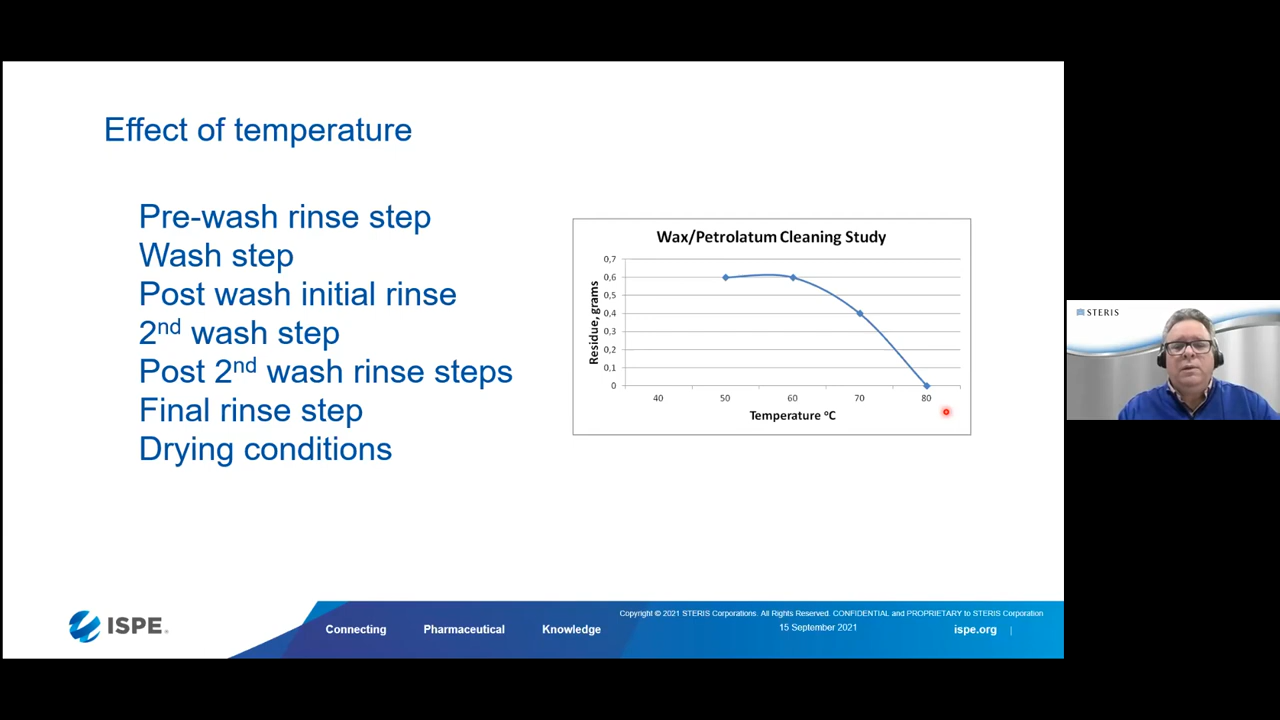 Effect of temperature
Pre-wash rinse step
Wash step
Post wash initial rinse
2nd wash step
Post 2nd wash rinse steps
Final rinse step
Drying conditions
Wax/Petrolatum Cleaning Study
Residue, grams
0,7
0,6
0,5
0,4
0,3
0,2
0,1
0
40 50 60 70 80
Temperature °C
STERIS
ISPE®
Connecting Pharmaceutical Knowledge
Copyright © 2021 STERIS Corporations. All Rights Reserved. CONFIDENTIAL and PROPRIETARY to STERIS Corporation
15 September 2021
ispe.org |